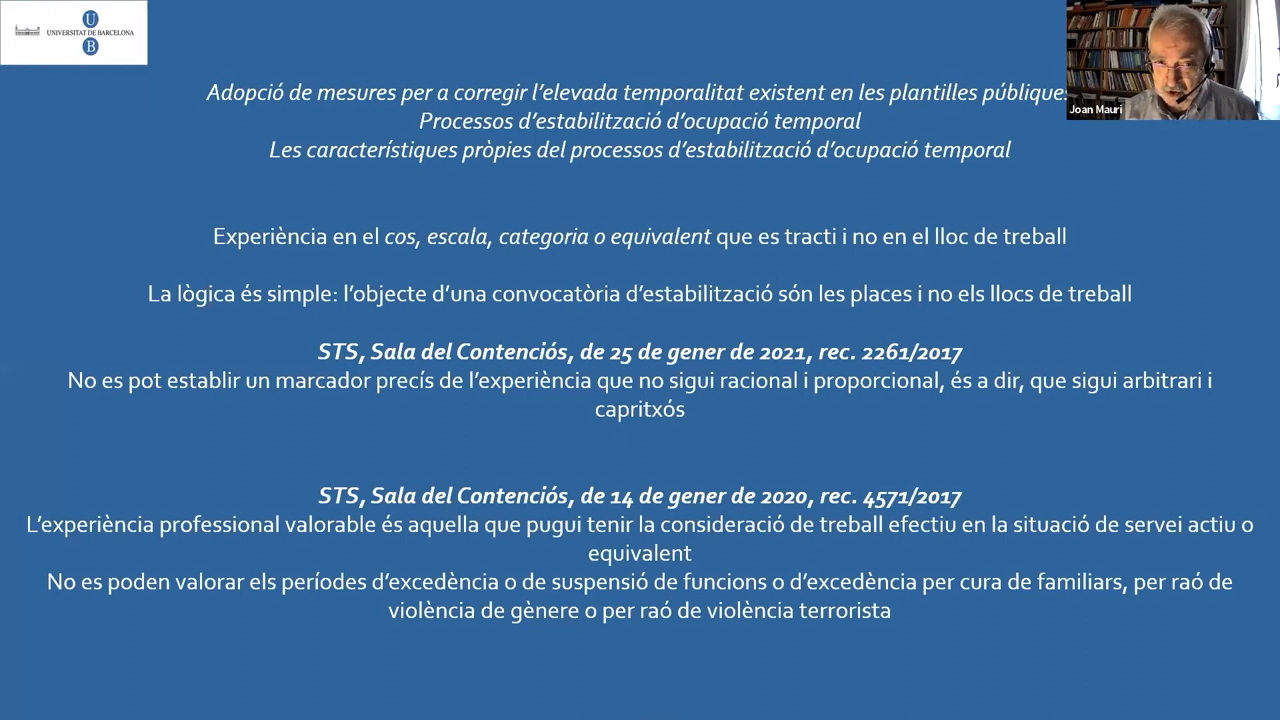 U
UNIVERSITAT DE BARCELONA
B
Joan Mauri
Adopció de mesures per a corregir l'elevada temporalitat existent en les plantilles públiques
Processos d'estabilització d'ocupació temporal
Les característiques pròpies del processos d'estabilització d'ocupació temporal
Experiència en el cos, escala, categoria o equivalent que es tracti i no en el lloc de treball
La lògica és simple: l'objecte d'una convocatòria d'estabilització són les places i no els llocs de treball
STS, Sala del Contenciós, de 25 de gener de 2021, rec. 2261/2017
No es pot establir un marcador precís de l'experiència que no sigui racional i proporcional, és a dir, que sigui arbitrari i
capritxós
STS, Sala del Contenciós, de 14 de gener de 2020, rec. 4571/2017
L'experiència professional valorable és aquella que pugui tenir la consideració de treball efectiu en la situació de servei actiu o
equivalent
No es poden valorar els períodes d'excedència o de suspensió de funcions o d'excedència per cura de familiars, per raó de
violència de gènere o per raó de violència terrorista